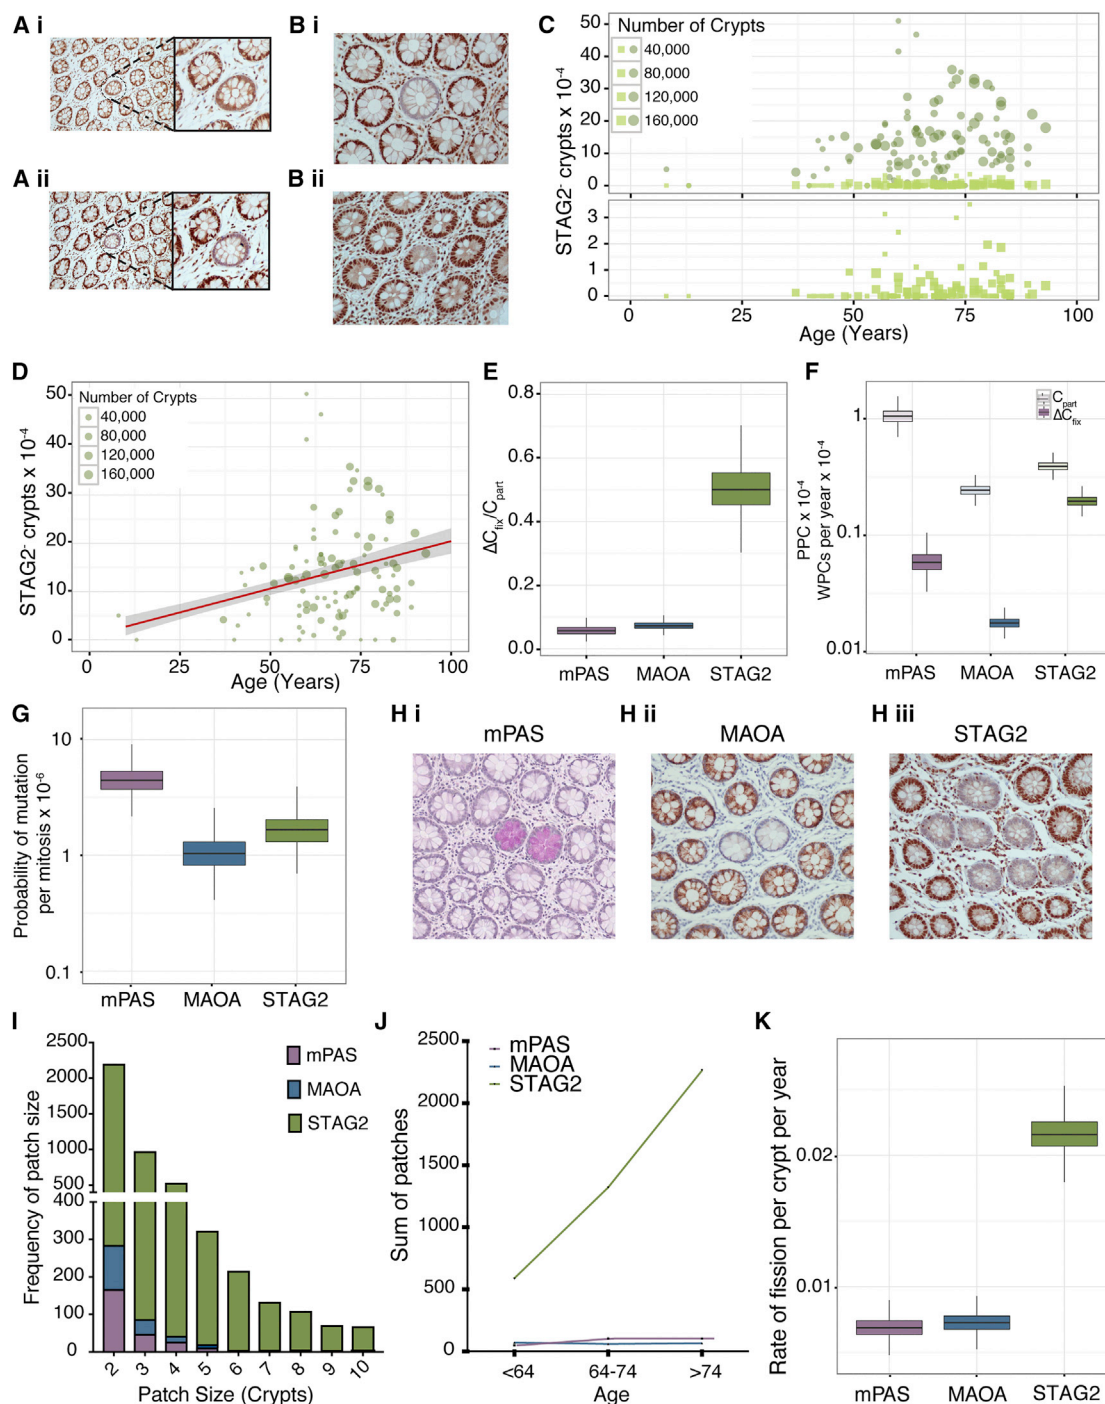 A i
B i
A ii
B ii
C
Number of Crypts
40,000
80,000
120,000
160,000
STAG2- crypts x 10-4
50
40
30
20
10
0
3
2
1
0
0 25 50 75 100
Age (Years)
D
Number of Crypts
40,000
80,000
120,000
160,000
STAG2- crypts x 10-4
50
40
30
20
10
0
0 25 50 75 100
Age (Years)
E
ΔCfix/Cpart
0.8
0.6
0.4
0.2
0.0
mPAS MAOA STAG2
F
Cpart
ΔCfix
PPC x 10-4
WPCs per year x 10-4
1
0.1
0.01
mPAS MAOA STAG2
G
Probability of mutation
per mitosis x 10-6
10
1
0.1
mPAS MAOA STAG2
H i
mPAS
H ii
MAOA
H iii
STAG2
I
Frequency of patch size
2500
2000
1500
1000
500
400
300
200
100
0
mPAS
MAOA
STAG2
2 3 4 5 6 7 8 9 10
Patch Size (Crypts)
J
Sum of patches
2500
2000
1500
1000
500
0
mPAS
MAOA
STAG2
<64 64-74 >74
Age
K
Rate of fission per crypt per year
0.02
0.01
mPAS MAOA STAG2